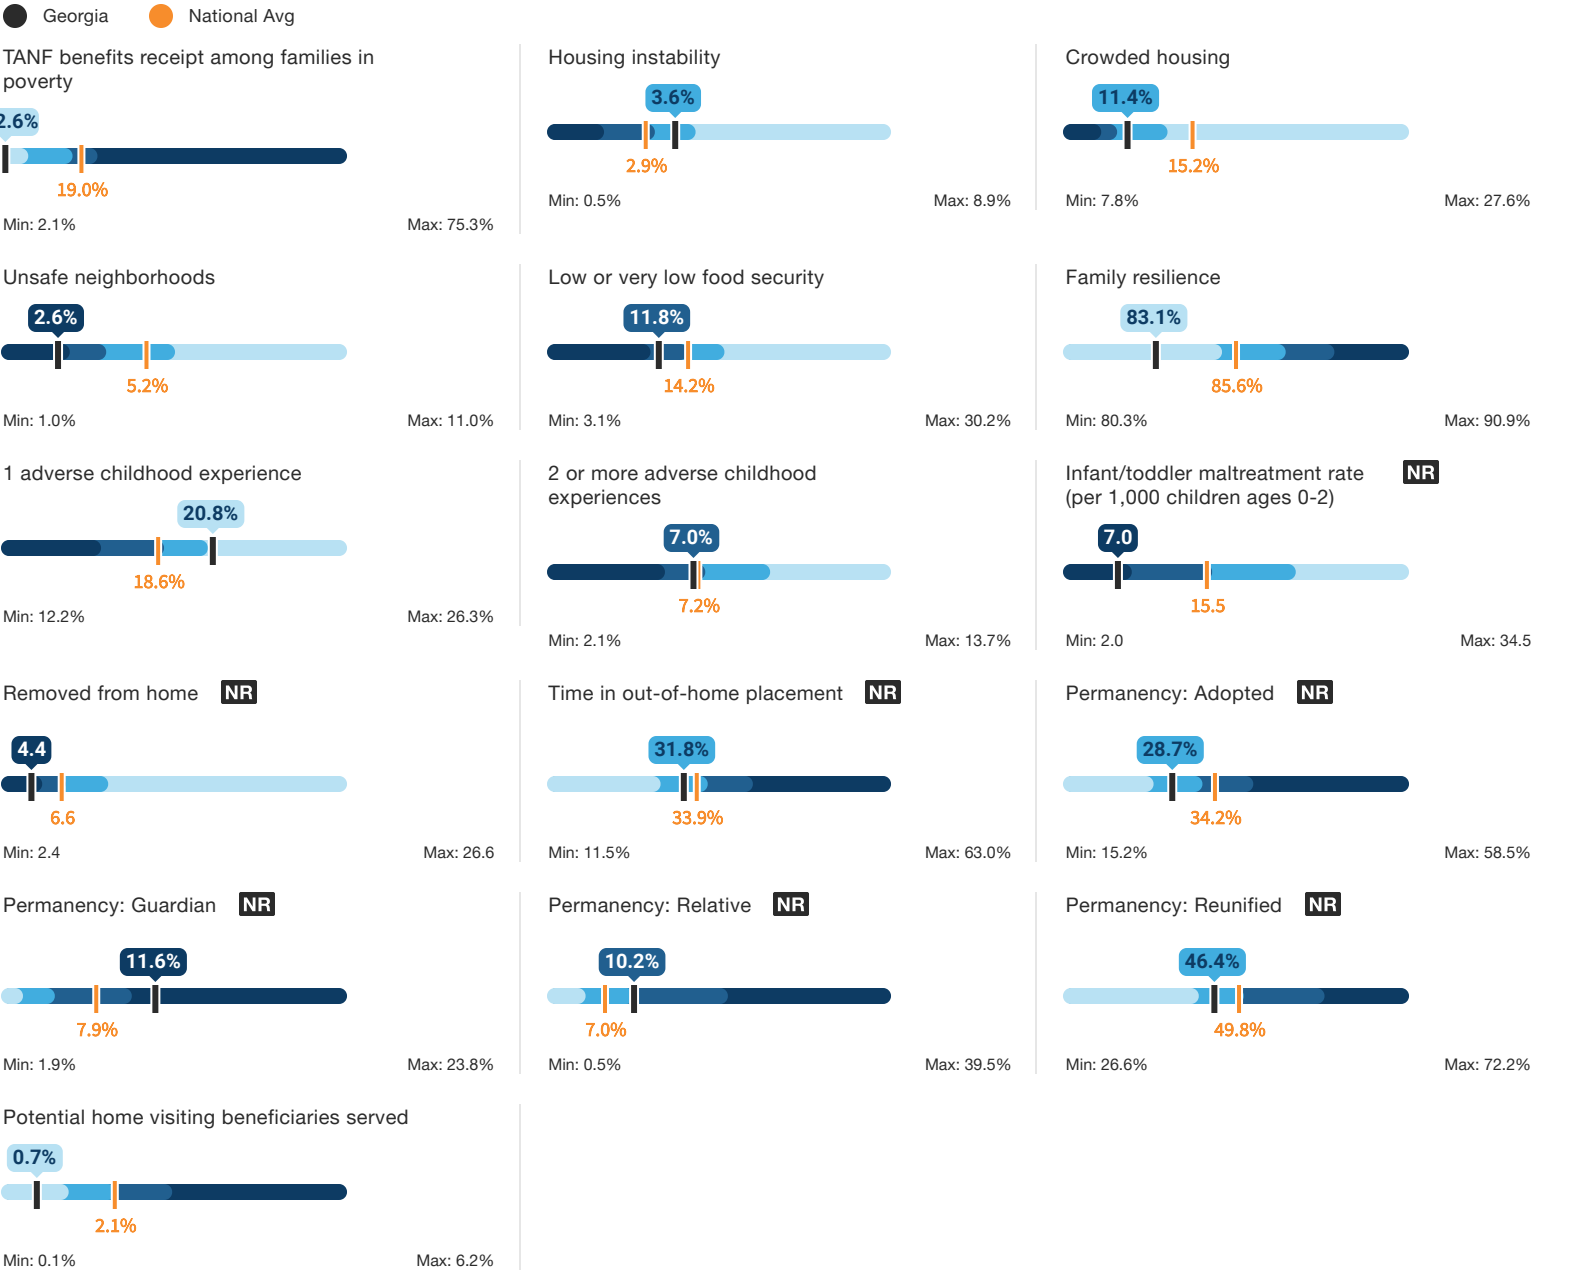 Georgia
National Avg
TANF benefits receipt among families in
poverty
2.6%
19.0%
Min: 2.1%
Max: 75.3%
Housing instability
3.6%
2.9%
Min: 0.5%
Max: 8.9%
Crowded housing
11.4%
15.2%
Min: 7.8%
Max: 27.6%
Unsafe neighborhoods
2.6%
5.2%
Min: 1.0%
Max: 11.0%
Low or very low food security
11.8%
14.2%
Min: 3.1%
Max: 30.2%
Family resilience
83.1%
85.6%
Min: 80.3%
Max: 90.9%
1 adverse childhood experience
20.8%
18.6%
Min: 12.2%
Max: 26.3%
2 or more adverse childhood
experiences
7.0%
7.2%
Min: 2.1%
Max: 13.7%
Infant/toddler maltreatment rate
(per 1,000 children ages 0-2)
NR
7.0
15.5
Min: 2.0
Max: 34.5
Removed from home NR
4.4
6.6
Min: 2.4
Max: 26.6
Time in out-of-home placement NR
31.8%
33.9%
Min: 11.5%
Max: 63.0%
Permanency: Adopted NR
28.7%
34.2%
Min: 15.2%
Max: 58.5%
Permanency: Guardian NR
11.6%
7.9%
Min: 1.9%
Max: 23.8%
Permanency: Relative NR
10.2%
7.0%
Min: 0.5%
Max: 39.5%
Permanency: Reunified NR
46.4%
49.8%
Min: 26.6%
Max: 72.2%
Potential home visiting beneficiaries served
0.7%
2.1%
Min: 0.1%
Max: 6.2%